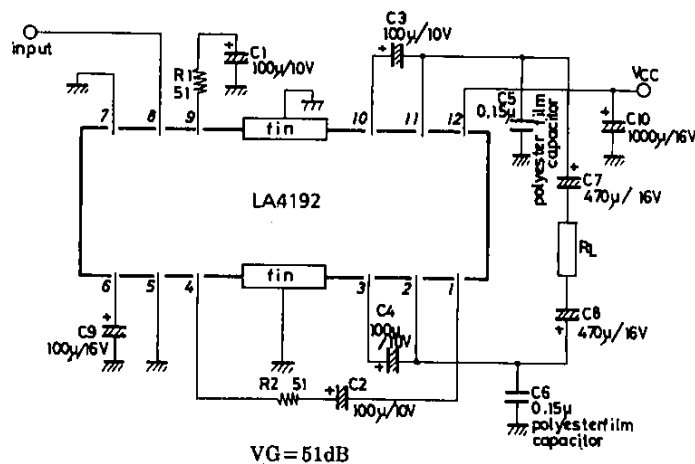 input
C1
100µ/10V
R1
51
C3
100µ/10V
VCC
C5
0.15µ
polyester film
capacitor
C10
1000µ/16V
7
8
9
fin
10
11
12
C7
470µ/16V
LA4192
RL
6
5
4
fin
3
2
1
C9
100µ/16V
C4
100µ
/10V
C8
470µ/16V
R2 51
C2
100µ/10V
C6
0.15µ
polyesterfilm
capacitor
VG=51dB